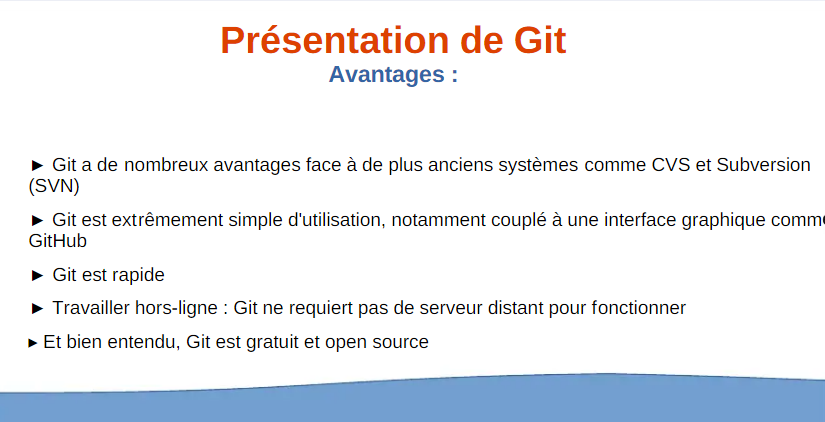 Présentation de Git
Avantages :
► Git a de nombreux avantages face à de plus anciens systèmes comme CVS et Subversion
(SVN)
► Git est extrêmement simple d'utilisation, notamment couplé à une interface graphique comme
GitHub
► Git est rapide
► Travailler hors-ligne : Git ne requiert pas de serveur distant pour fonctionner
▸ Et bien entendu, Git est gratuit et open source